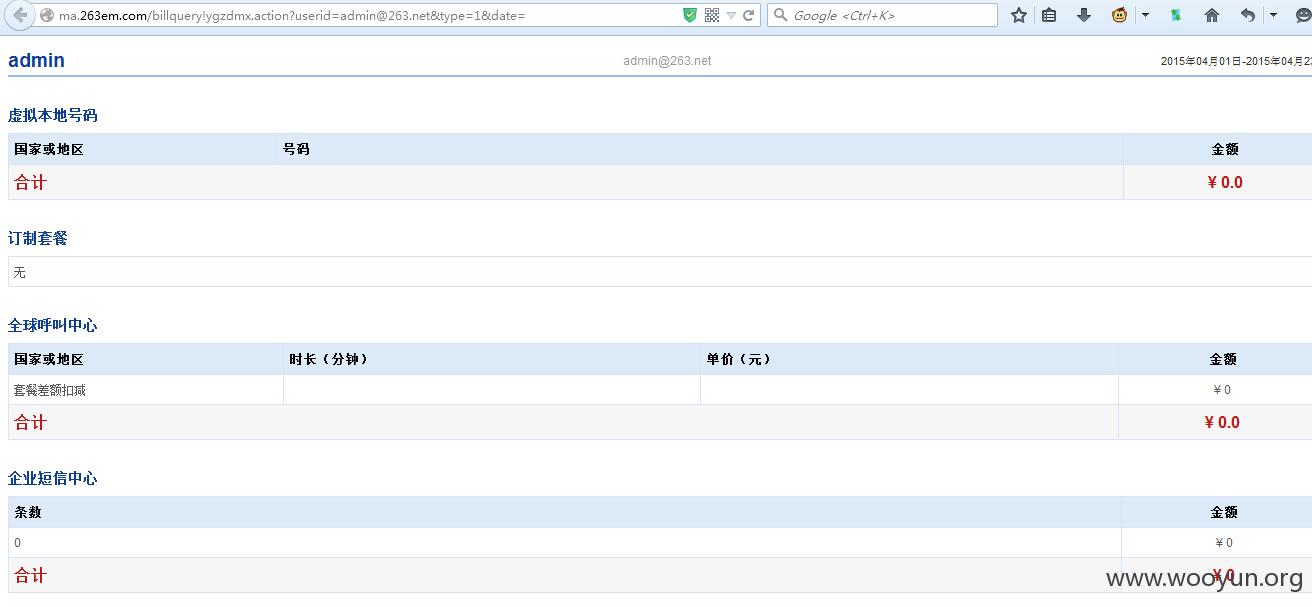 ma.263em.com/billquery!ygzdmx.action?userid=admin@263.net&ttype=1&date=
Google <Ctrl+K>
admin admin@263.net 2015年04月01日-2015年04月2
虚拟本地号码
国家或地区 号码 金额
合计 ¥ 0.0
订制套餐
无
全球呼叫中心
国家或地区 时长（分钟） 单价（元） 金额
套餐差额扣减 ¥ 0
合计 ¥ 0.0
企业短信中心
条数 金额
0 ¥ 0
合计 ¥ 0
www.wooyun.org